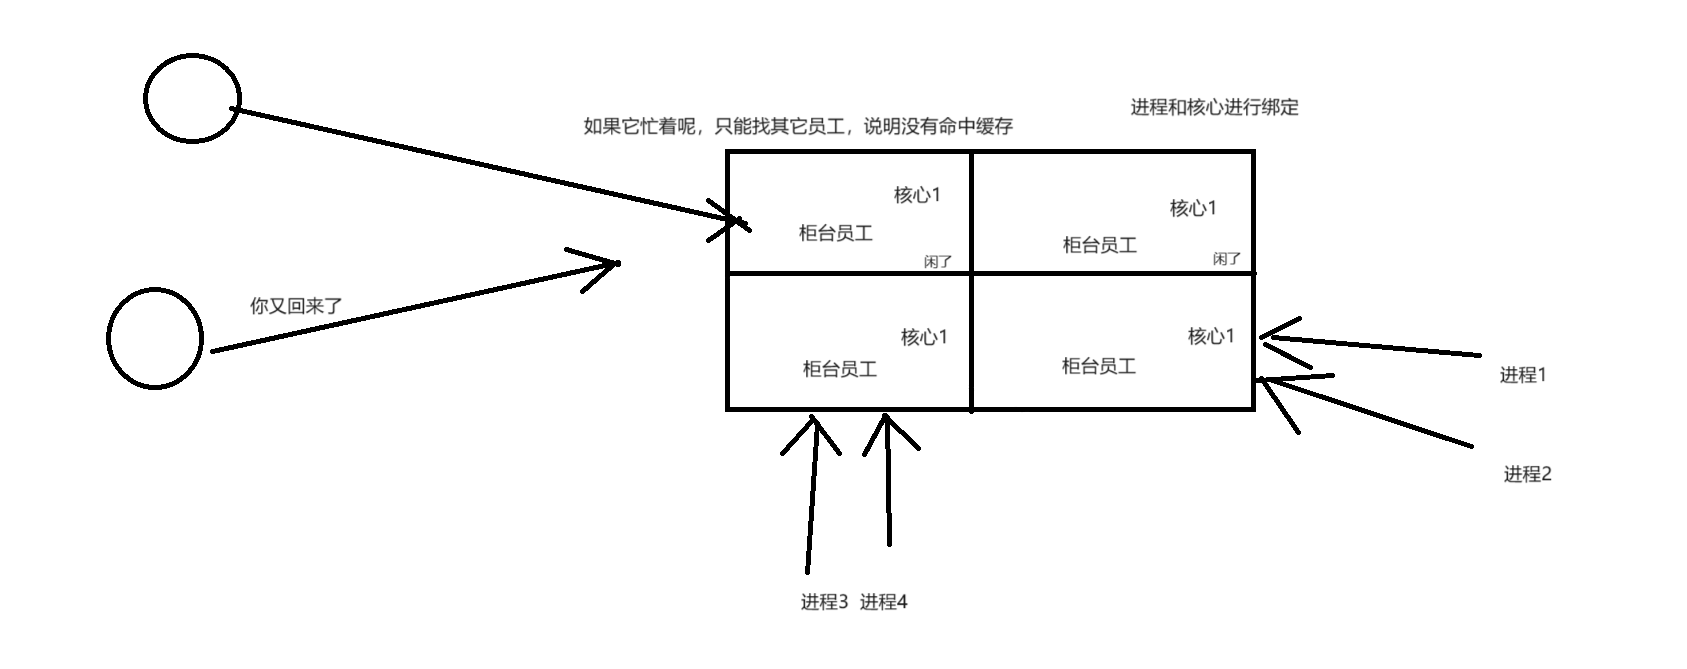 进程和核心进行绑定
如果它忙着呢，只能找其它员工，说明没有命中缓存
核心1
柜台员工
闲了
核心1
柜台员工
闲了
你又回来了
核心1
柜台员工
核心1
柜台员工
进程1
进程2
进程3 进程4